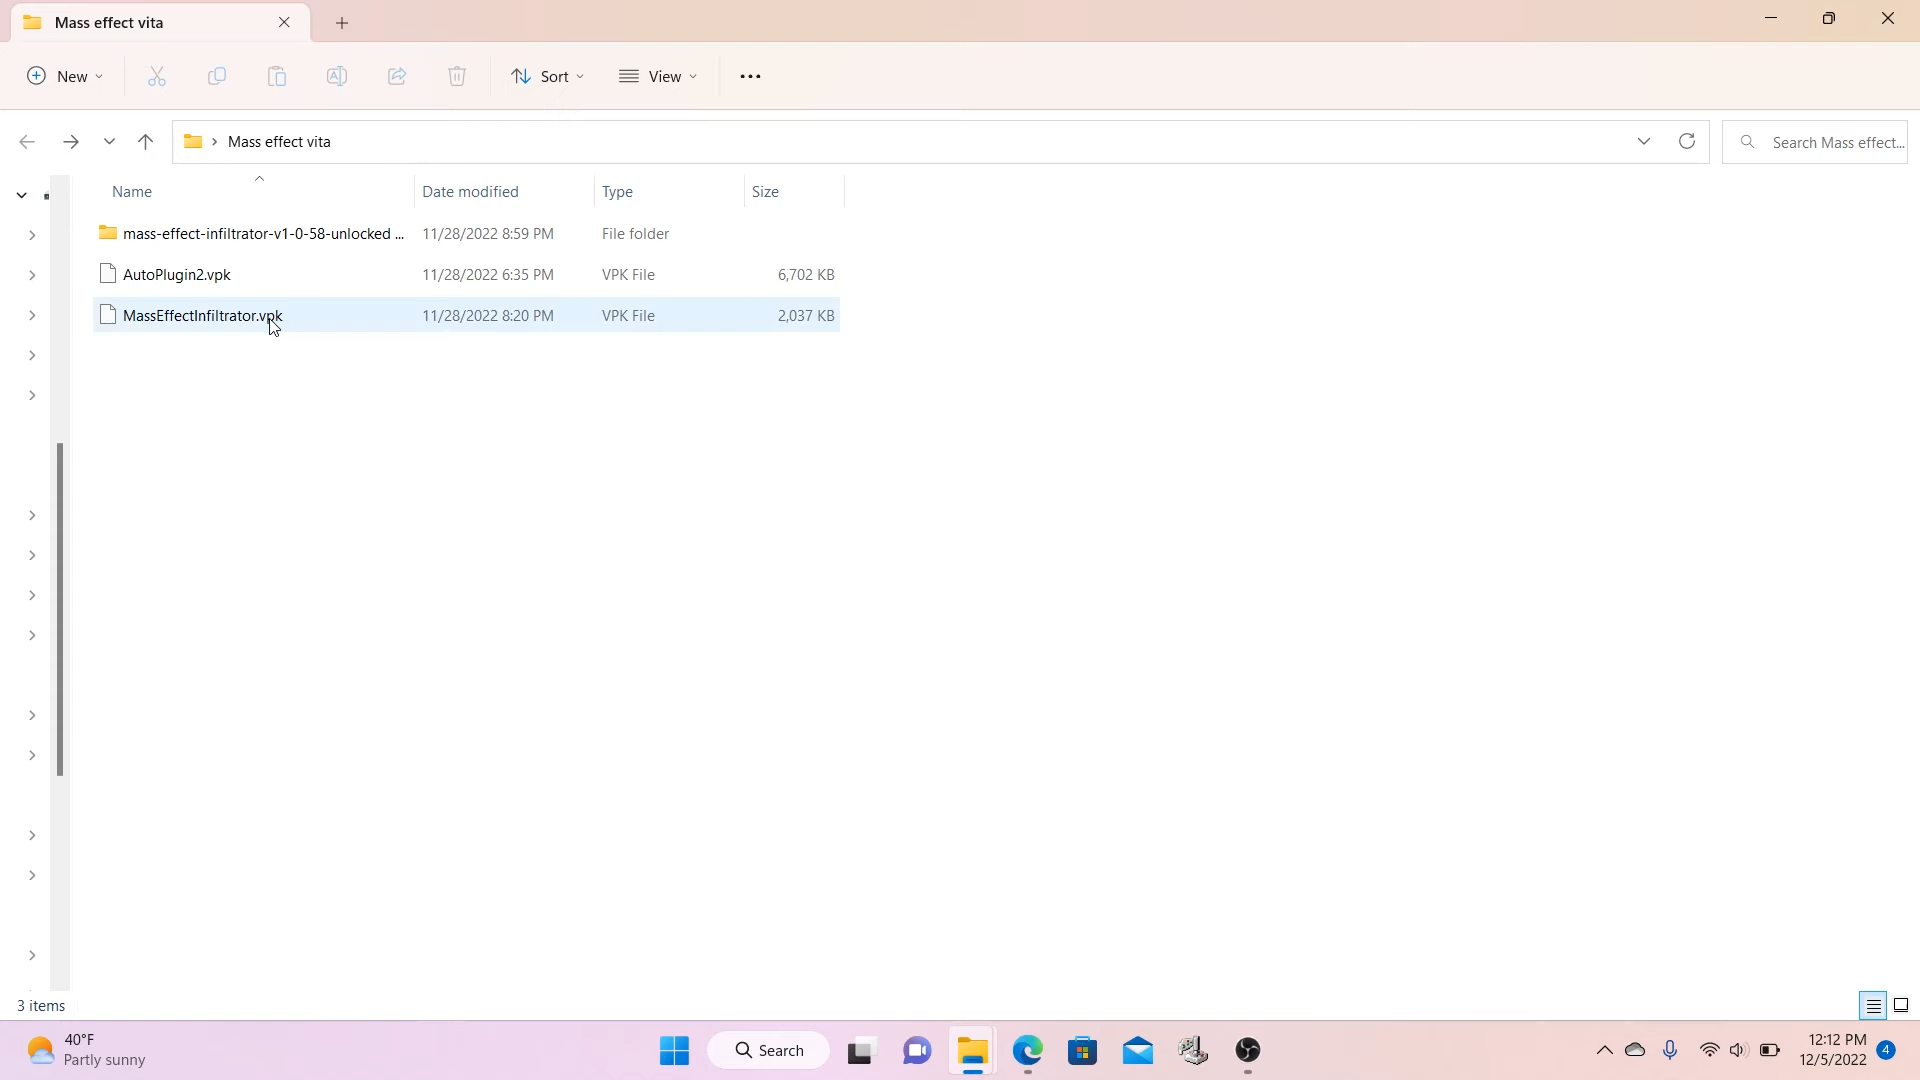 Mass effect vita
New
Sort
View
Mass effect vita
Search Mass effect...
Name Date modified Type Size
mass-effect-infiltrator-v1-0-58-unlocked ... 11/28/2022 8:59 PM File folder
AutoPlugin2.vpk 11/28/2022 6:35 PM VPK File 6,702 KB
MassEffectInfiltrator.vpk 11/28/2022 8:20 PM VPK File 2,037 KB
3 items
40°F
Partly sunny
Search
12:12 PM
12/5/2022
4